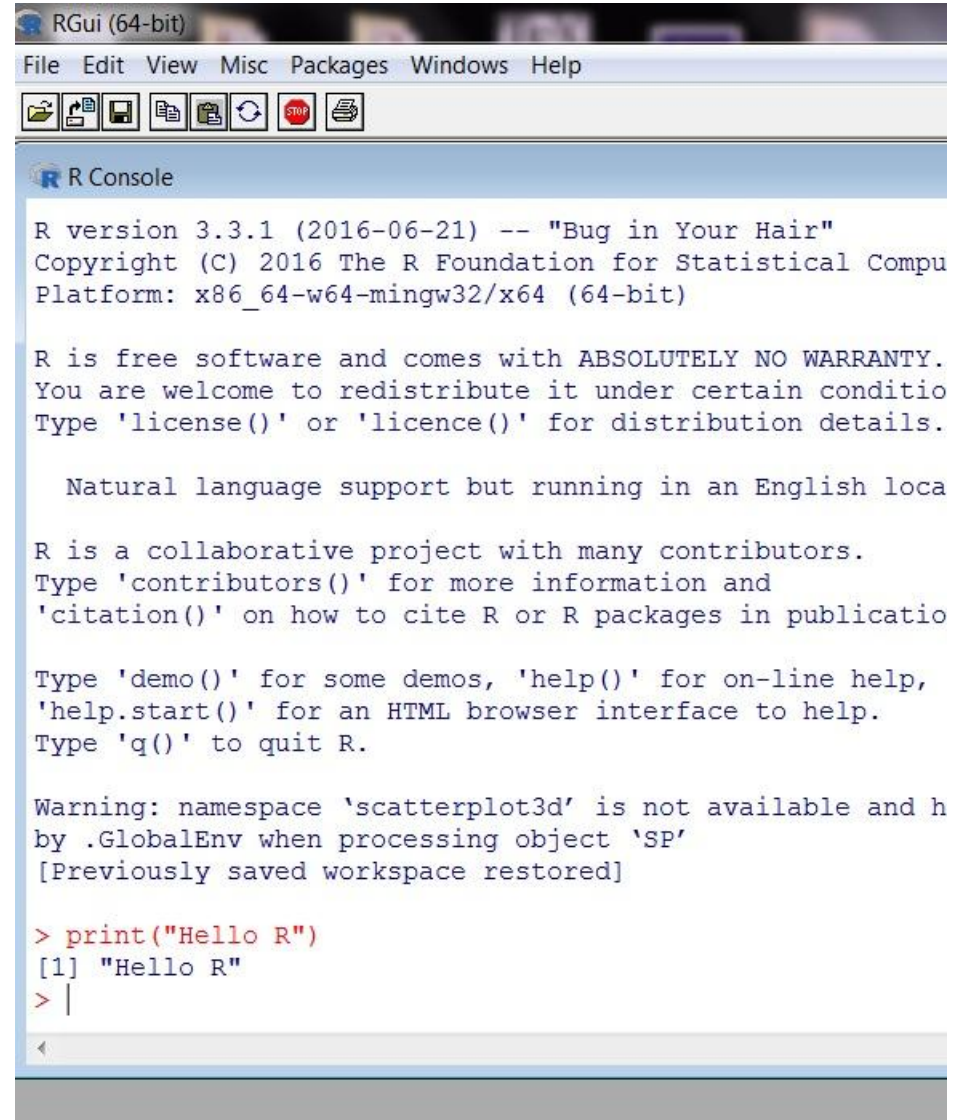 RGui (64-bit)
File Edit View Misc Packages Windows Help
STOP
R Console
R version 3.3.1 (2016-06-21) -- "Bug in Your Hair"
Copyright (C) 2016 The R Foundation for Statistical Compu
Platform: x86_64-w64-mingw32/x64 (64-bit)
R is free software and comes with ABSOLUTELY NO WARRANTY.
You are welcome to redistribute it under certain conditio
Type 'license()' or 'licence()' for distribution details.
Natural language support but running in an English loca
R is a collaborative project with many contributors.
Type 'contributors()' for more information and
'citation()' on how to cite R or R packages in publicatio
Type 'demo()' for some demos, 'help()' for on-line help,
'help.start()' for an HTML browser interface to help.
Type 'q()' to quit R.
Warning: namespace ‘scatterplot3d’ is not available and h
by .GlobalEnv when processing object ‘SP’
[Previously saved workspace restored]
> print("Hello R")
[1] "Hello R"
>